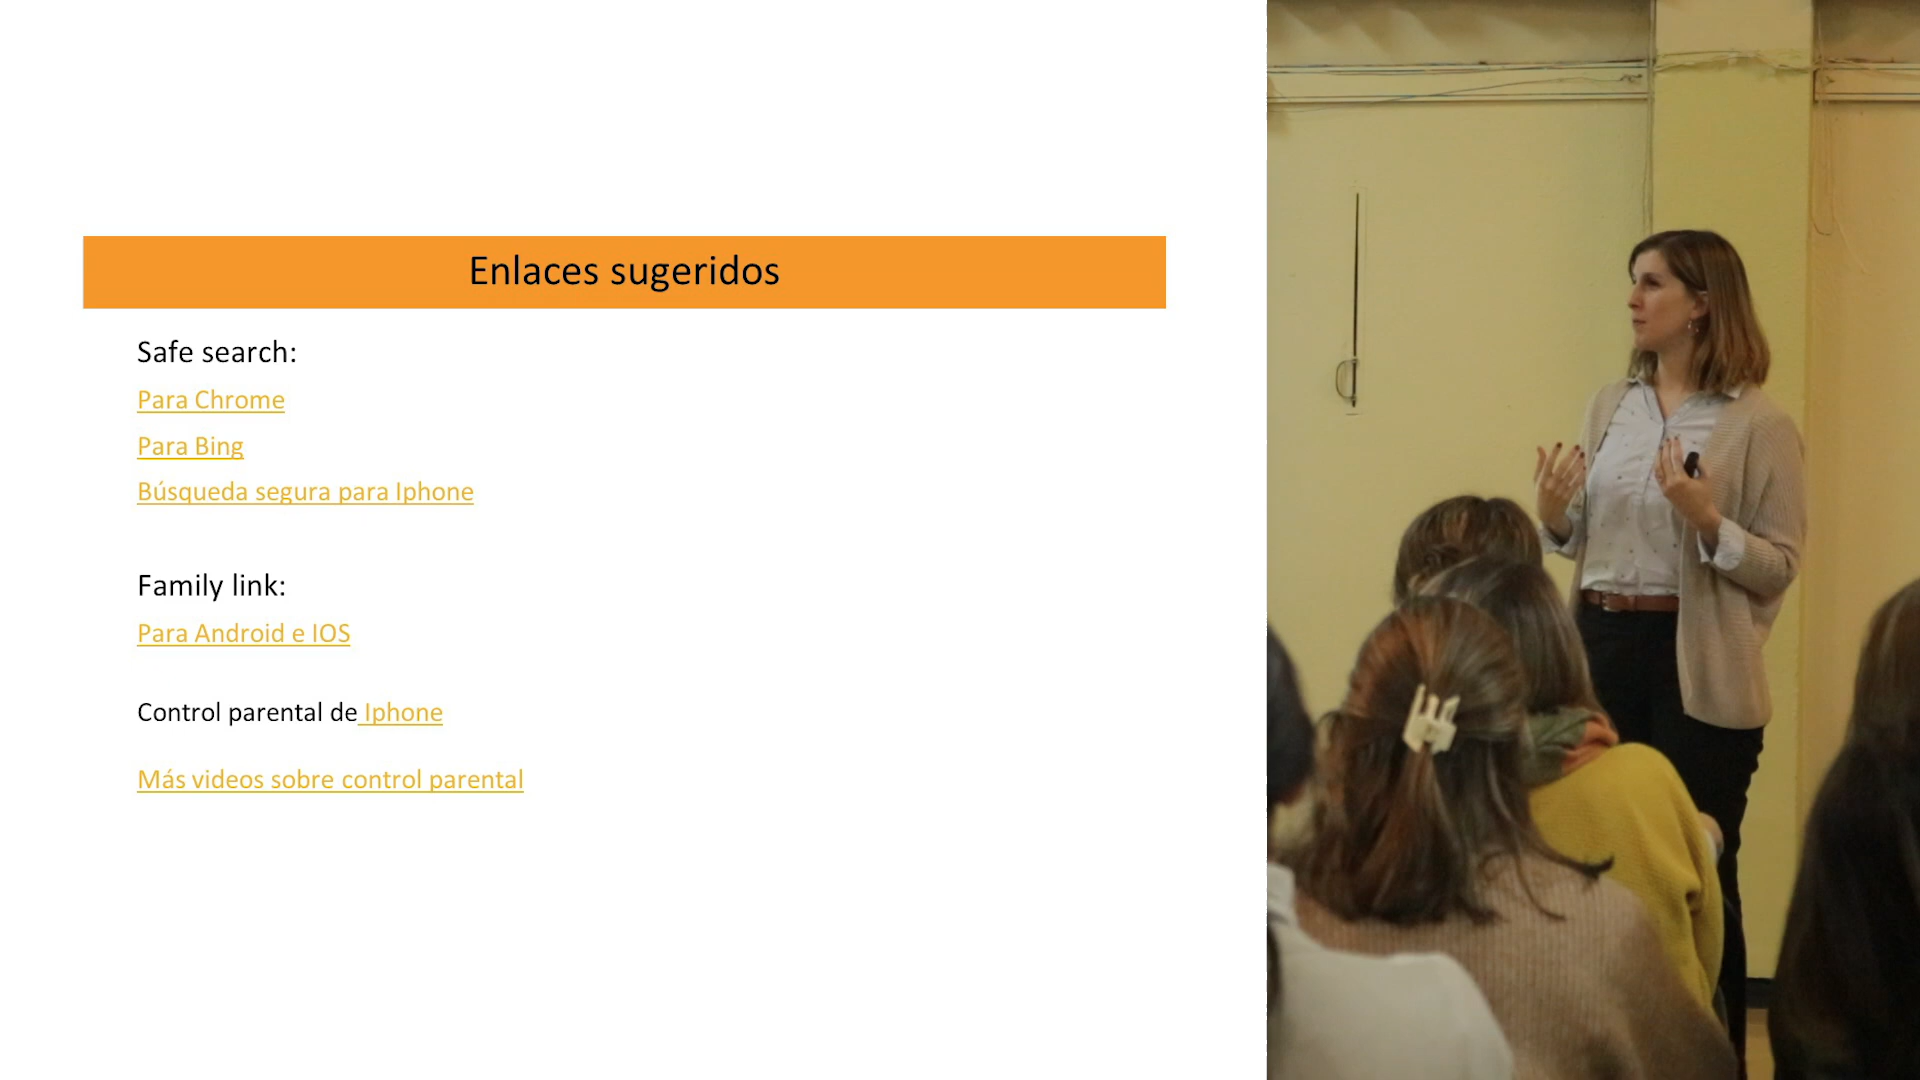 Enlaces sugeridos
Safe search:
Para Chrome
Para Bing
Búsqueda segura para Iphone
Family link:
Para Android e IOS
Control parental de Iphone
Más videos sobre control parental